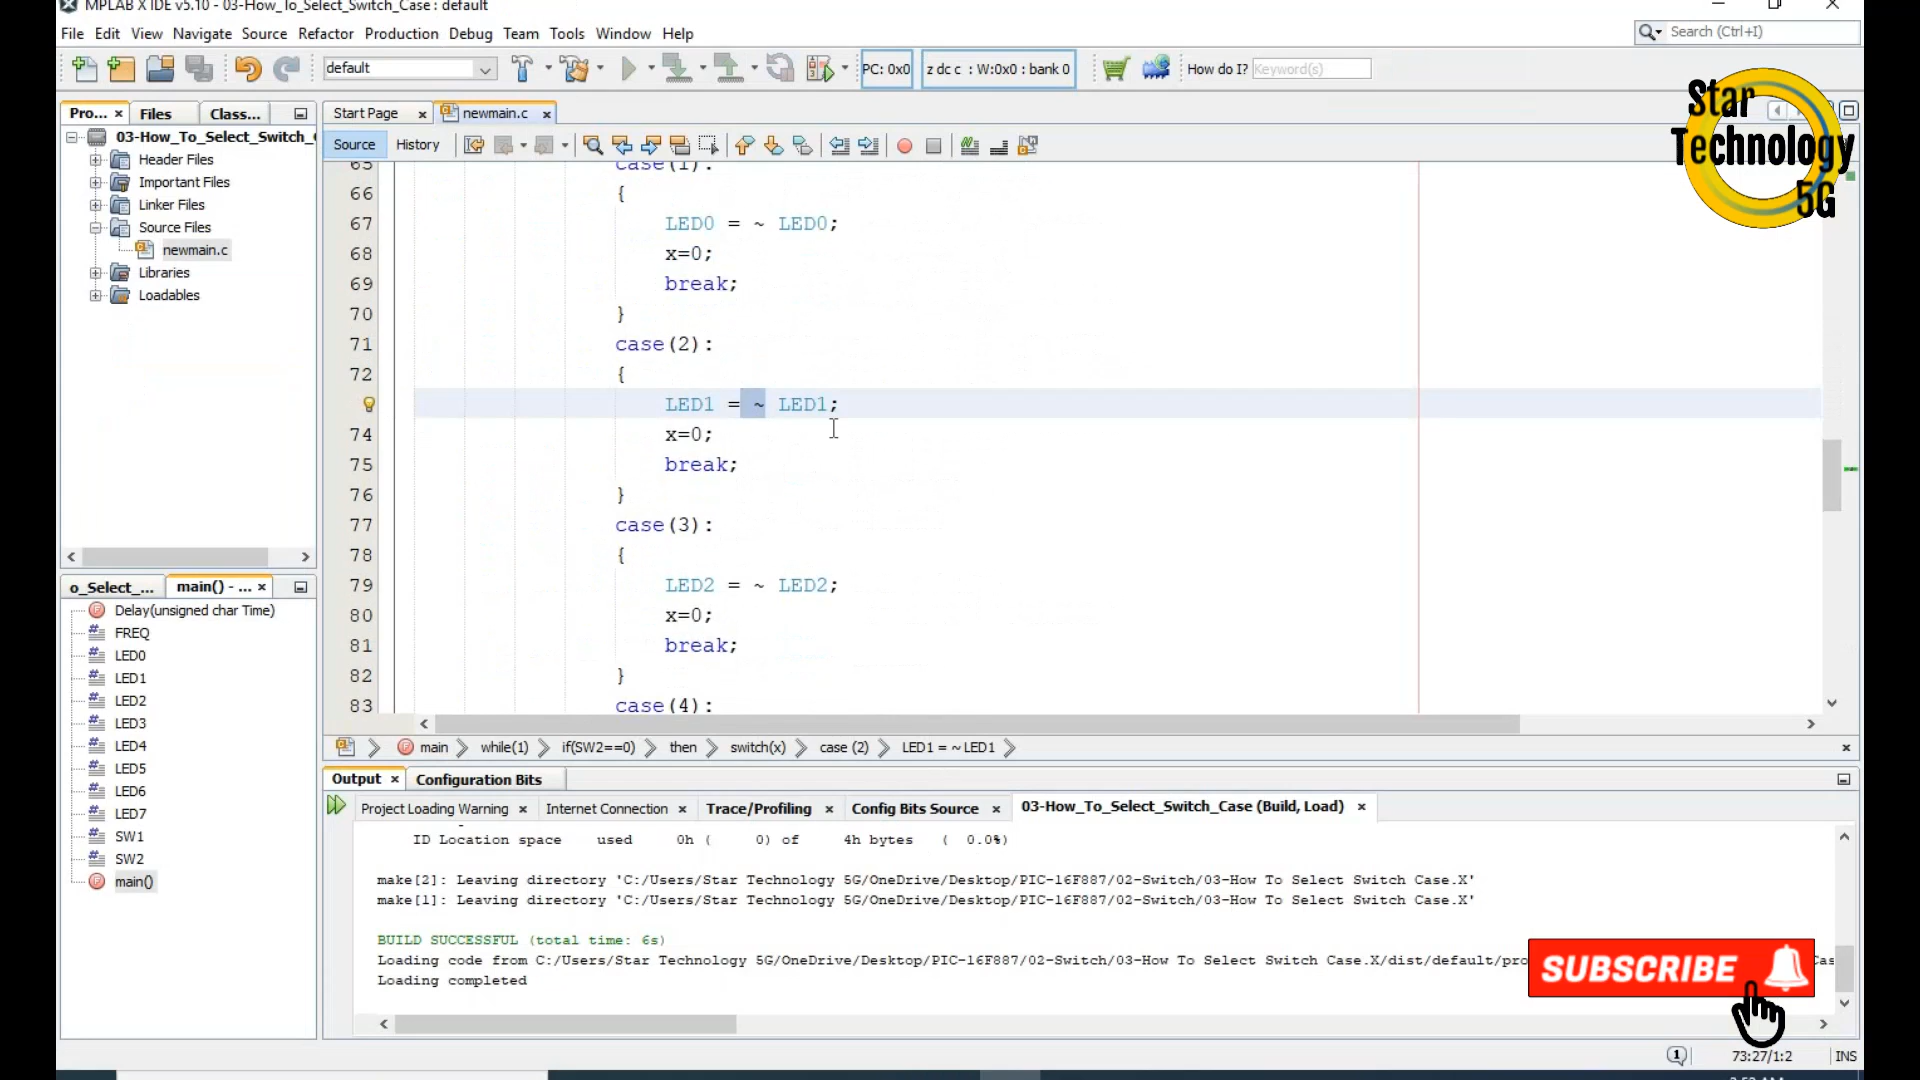 MPLAB X IDE v5.10 - 03-How_To_Select_Switch_Case : default
File Edit View Navigate Source Refactor Production Debug Team Tools Window Help
Search (Ctrl+I)
default
PC: 0x0
z dc c : W:0x0 : bank 0
How do I? Keyword(s)
Star
Technology
5G
Pro... Files Class...
03-How_To_Select_Switch_
Header Files
Important Files
Linker Files
Source Files
newmain.c
Libraries
Loadables
Start Page newmain.c
Source History
65 case(1):
66 {
67 LED0 = ~ LED0;
68 x=0;
69 break;
70 }
71 case(2):
72 {
LED1 = ~ LED1;
74 x=0;
75 break;
76 }
77 case(3):
78 {
79 LED2 = ~ LED2;
80 x=0;
81 break;
82 }
83 case(4):
main while(1) if(SW2==0) then switch(x) case (2) LED1 = ~ LED1
o_Select_... main() - ...
Delay(unsigned char Time)
FREQ
LED0
LED1
LED2
LED3
LED4
LED5
LED6
LED7
SW1
SW2
main()
Output Configuration Bits
Project Loading Warning Internet Connection Trace/Profiling Config Bits Source 03-How_To_Select_Switch_Case (Build, Load)
ID Location space used 0h ( 0) of 4h bytes ( 0.0%)
make[2]: Leaving directory 'C:/Users/Star Technology 5G/OneDrive/Desktop/PIC-16F887/02-Switch/03-How To Select Switch Case.X'
make[1]: Leaving directory 'C:/Users/Star Technology 5G/OneDrive/Desktop/PIC-16F887/02-Switch/03-How To Select Switch Case.X'
BUILD SUCCESSFUL (total time: 6s)
Loading code from C:/Users/Star Technology 5G/OneDrive/Desktop/PIC-16F887/02-Switch/03-How To Select Switch Case.X/dist/default/pro
Loading completed
SUBSCRIBE
1 73:27/1:2 INS